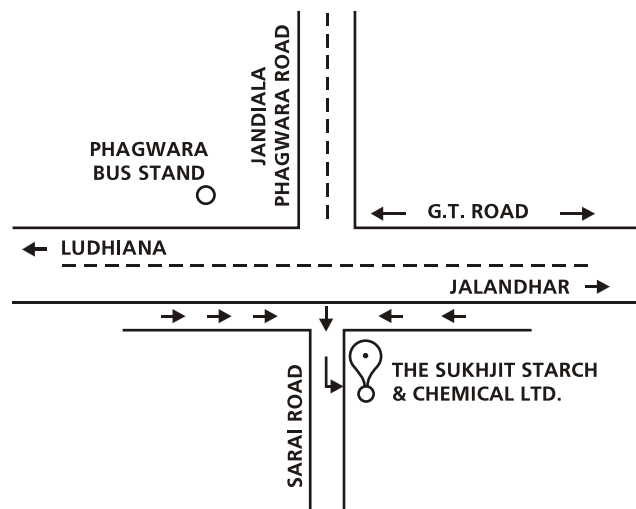 JANDIALA
PHAGWARA ROAD
PHAGWARA
BUS STAND
G.T. ROAD
LUDHIANA
JALANDHAR
THE SUKHJIT STARCH
& CHEMICAL LTD.
SARAI ROAD